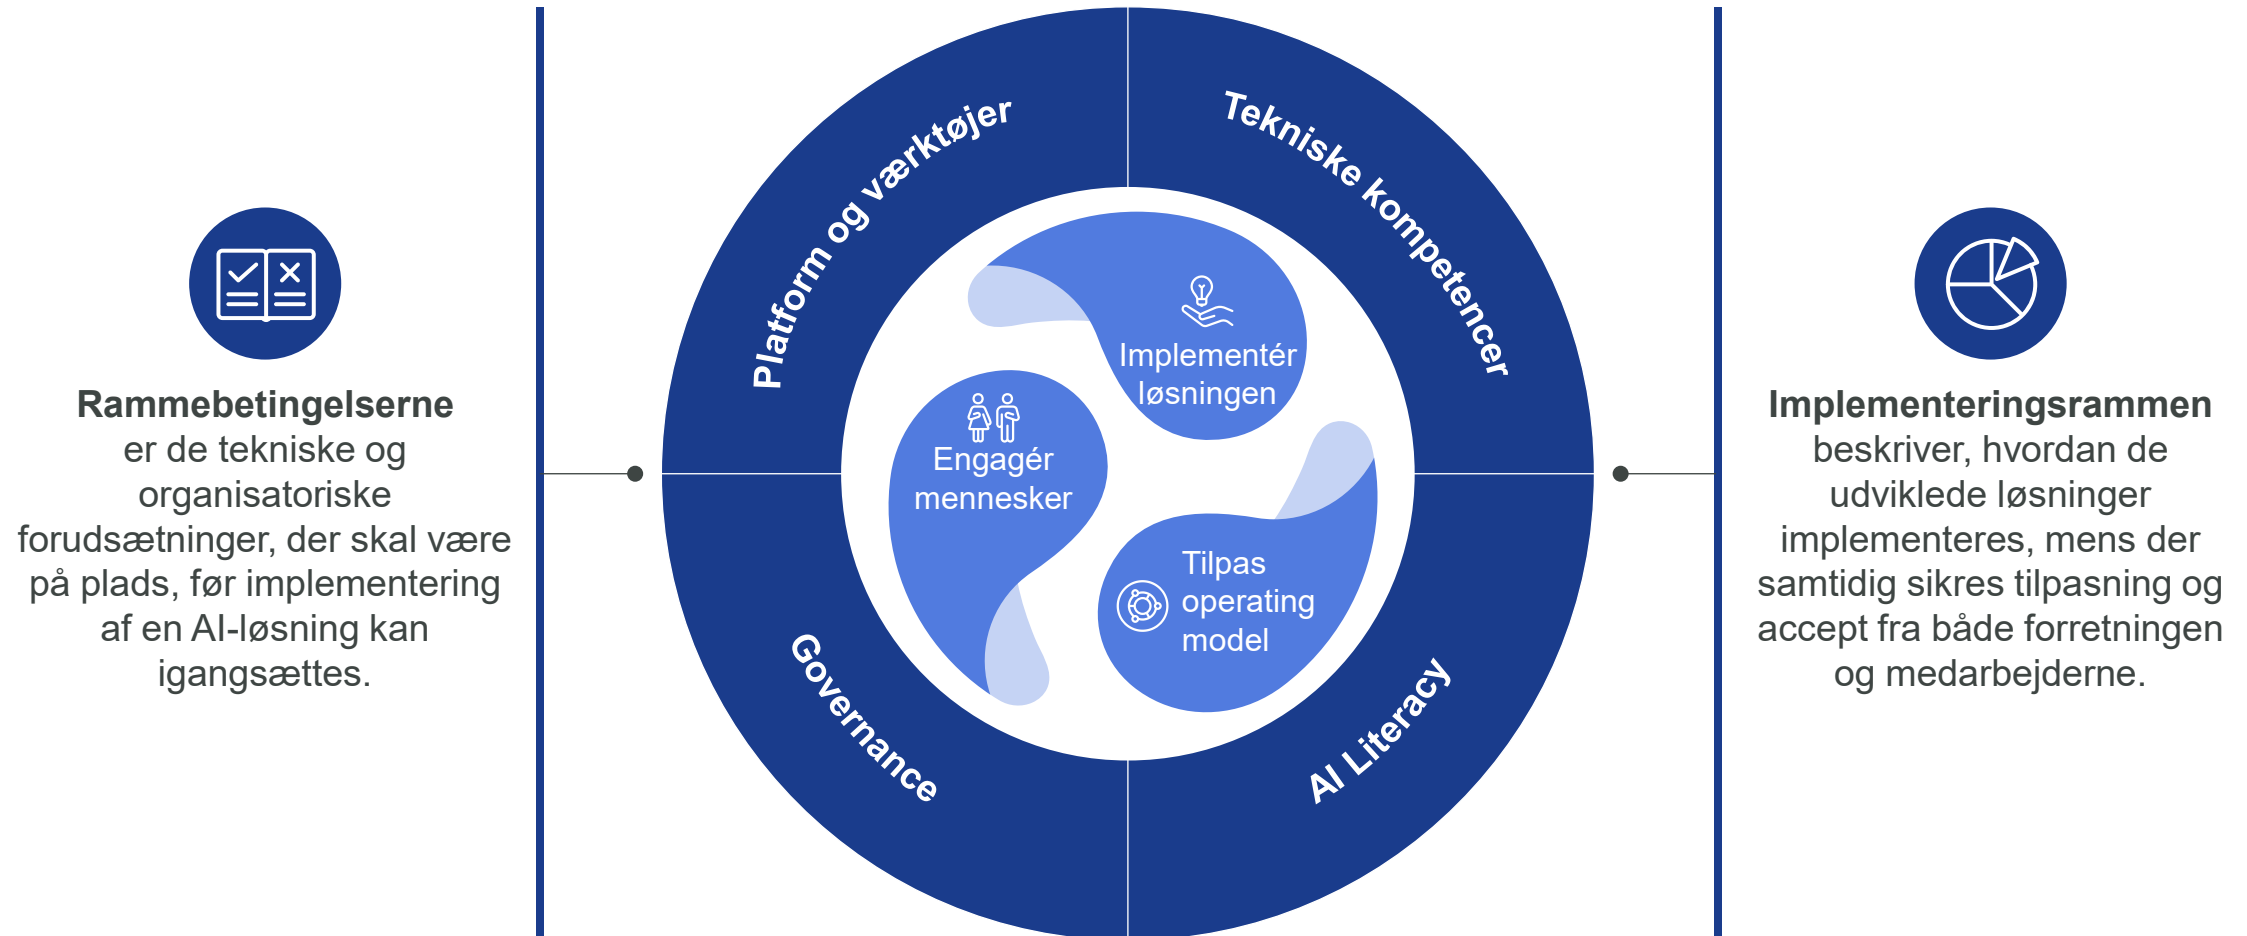 Rammebetingelserne
er de tekniske og
organisatoriske
forudsætninger, der skal være
på plads, før implementering
af en AI-løsning kan
igangsættes.
Platform og værktøjer
Tekniske kompetencer
Governance
AI Literacy
Implementér
løsningen
Engagér
mennesker
Tilpas
operating
model
Implementeringsrammen
beskriver, hvordan de
udviklede løsninger
implementeres, mens der
samtidig sikres tilpasning og
accept fra både forretningen
og medarbejderne.